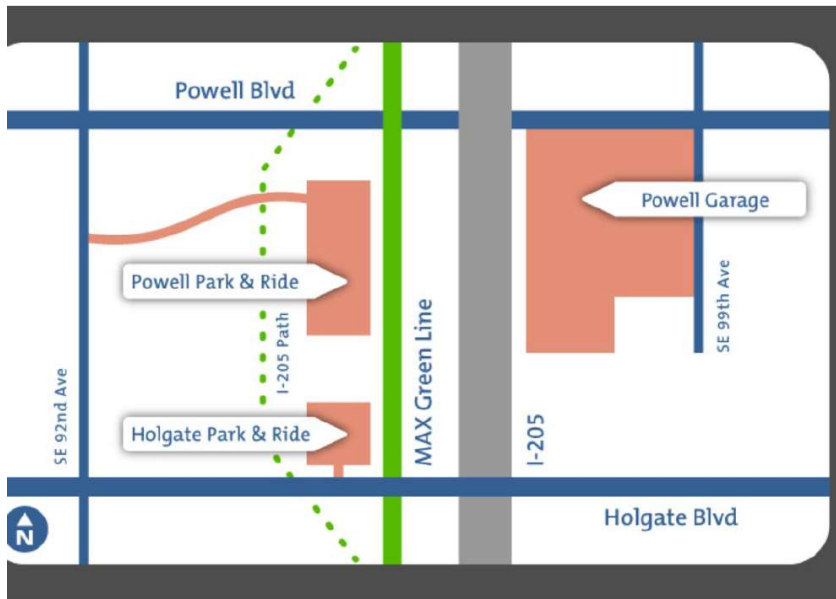 Powell Blvd
Powell Garage
Powell Park & Ride
SE 99th Ave
I-205 Path
MAX Green Line
SE 92nd Ave
Holgate Park & Ride
I-205
Holgate Blvd
N